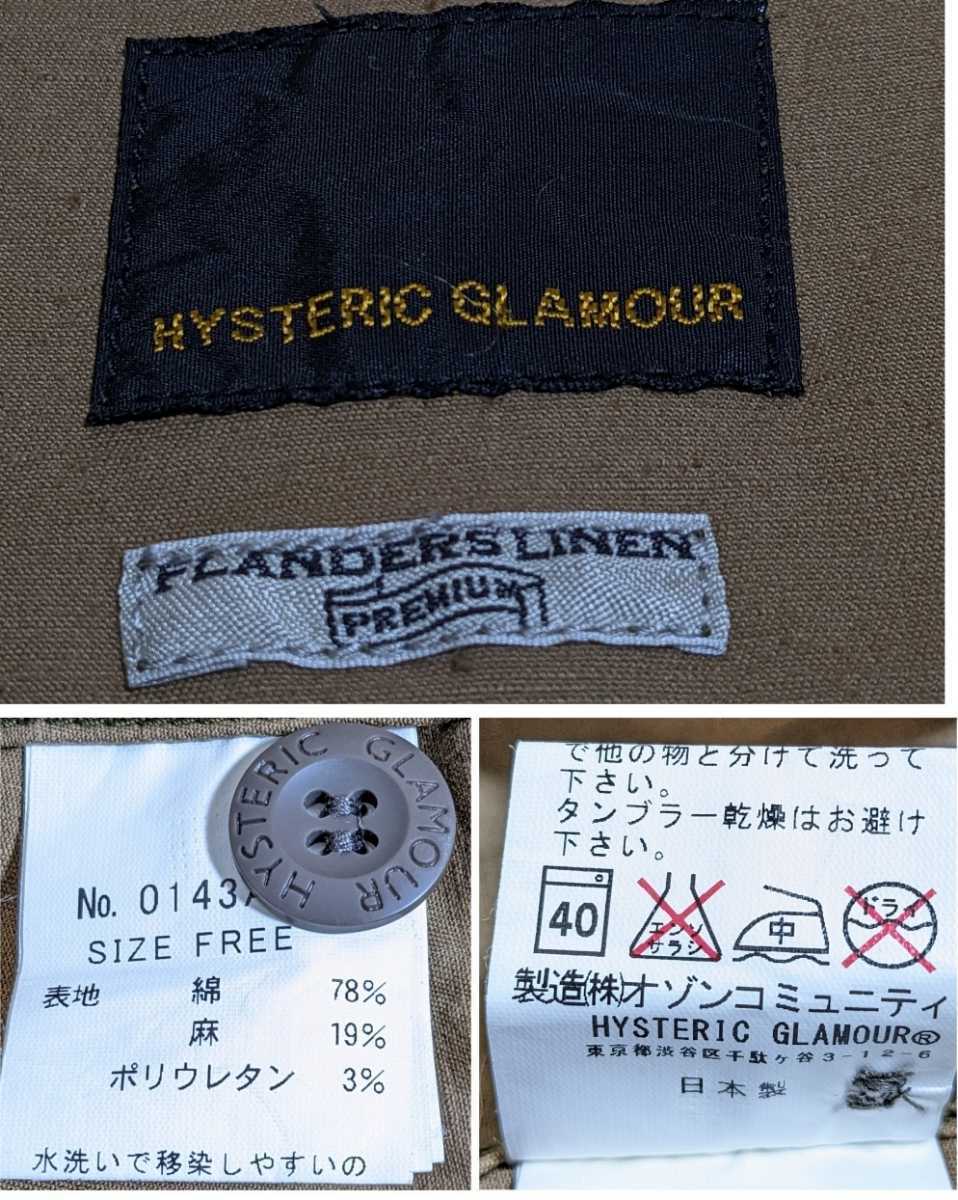 HYSTERIC GLAMOUR
FLANDERS LINEN
PREMIUM
HYSTERIC GLAMOUR
No. 0143
SIZE FREE
表地 綿 78%
麻 19%
ポリウレタン 3%
水洗いで移染しやすいの
で他の物と分けて洗って
下さい。
タンブラー乾燥はお避け
下さい。
40 エンソサラシ 中 ドライ
製造(株)オゾンコミュニティ
HYSTERIC GLAMOUR®
東京都渋谷区千駄ヶ谷3-12-6
日本製